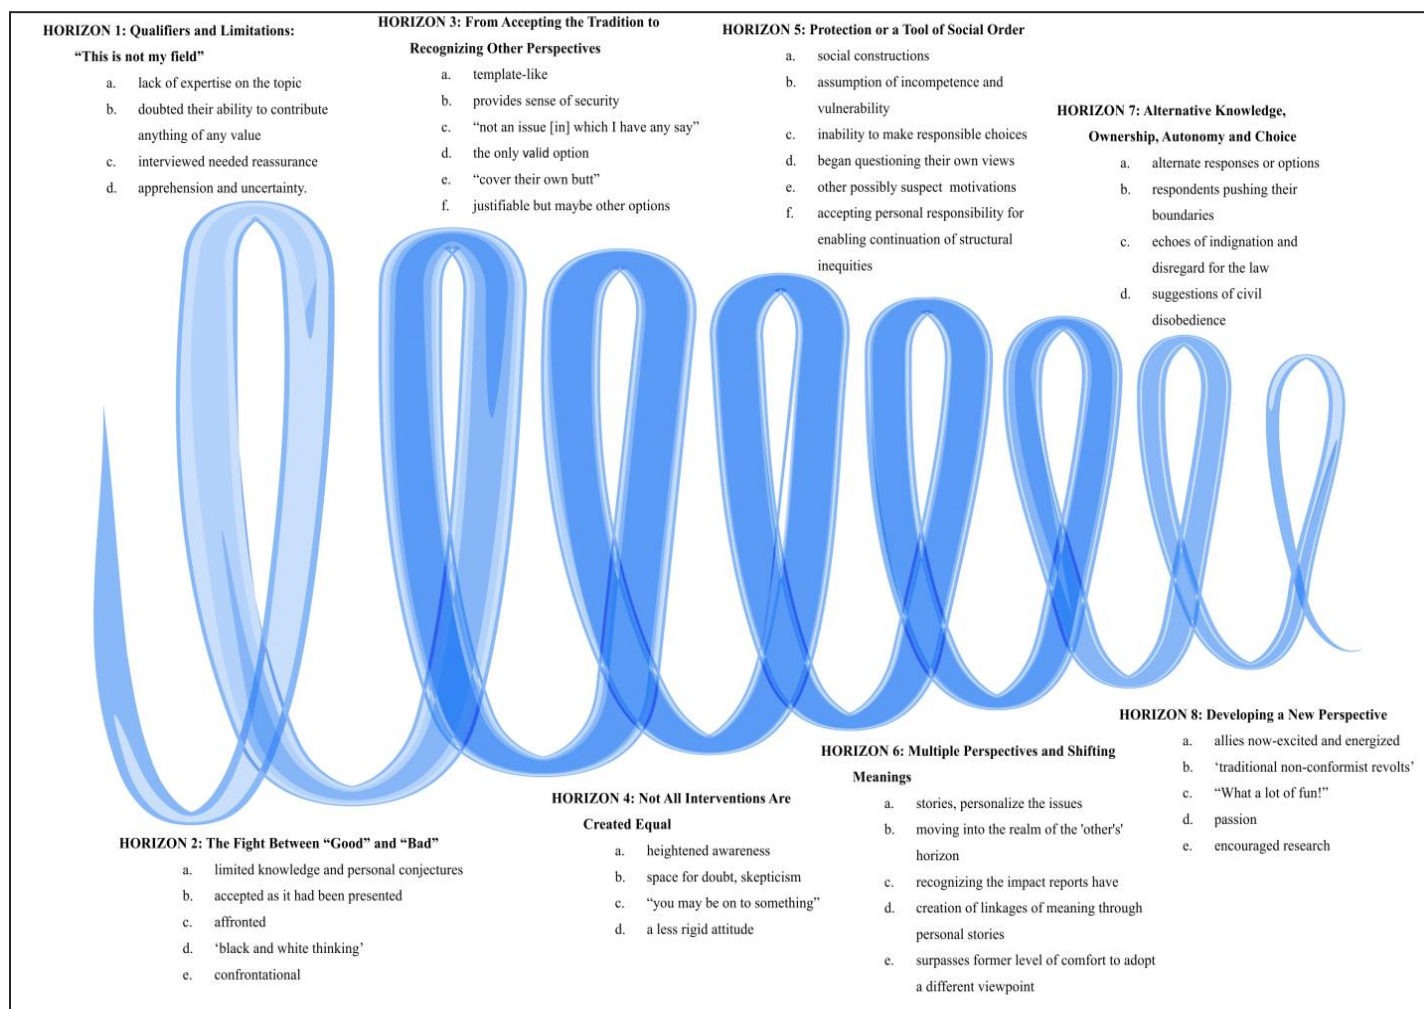 HORIZON 1: Qualifiers and Limitations:
“This is not my field”
a. lack of expertise on the topic
b. doubted their ability to contribute
anything of any value
c. interviewed needed reassurance
d. apprehension and uncertainty.
HORIZON 3: From Accepting the Tradition to
Recognizing Other Perspectives
a. template-like
b. provides sense of security
c. “not an issue [in] which I have any say”
d. the only valid option
e. “cover their own butt”
f. justifiable but maybe other options
HORIZON 5: Protection or a Tool of Social Order
a. social constructions
b. assumption of incompetence and
vulnerability
c. inability to make responsible choices
d. began questioning their own views
e. other possibly suspect motivations
f. accepting personal responsibility for
enabling continuation of structural
inequities
HORIZON 7: Alternative Knowledge,
Ownership, Autonomy and Choice
a. alternate responses or options
b. respondents pushing their
boundaries
c. echoes of indignation and
disregard for the law
d. suggestions of civil
disobedience
HORIZON 2: The Fight Between “Good” and “Bad”
a. limited knowledge and personal conjectures
b. accepted as it had been presented
c. affronted
d. ‘black and white thinking’
e. confrontational
HORIZON 4: Not All Interventions Are
Created Equal
a. heightened awareness
b. space for doubt, skepticism
c. “you may be on to something”
d. a less rigid attitude
HORIZON 6: Multiple Perspectives and Shifting
Meanings
a. stories, personalize the issues
b. moving into the realm of the 'other's'
horizon
c. recognizing the impact reports have
d. creation of linkages of meaning through
personal stories
e. surpasses former level of comfort to adopt
a different viewpoint
HORIZON 8: Developing a New Perspective
a. allies now-excited and energized
b. ‘traditional non-conformist revolts’
c. “What a lot of fun!”
d. passion
e. encouraged research